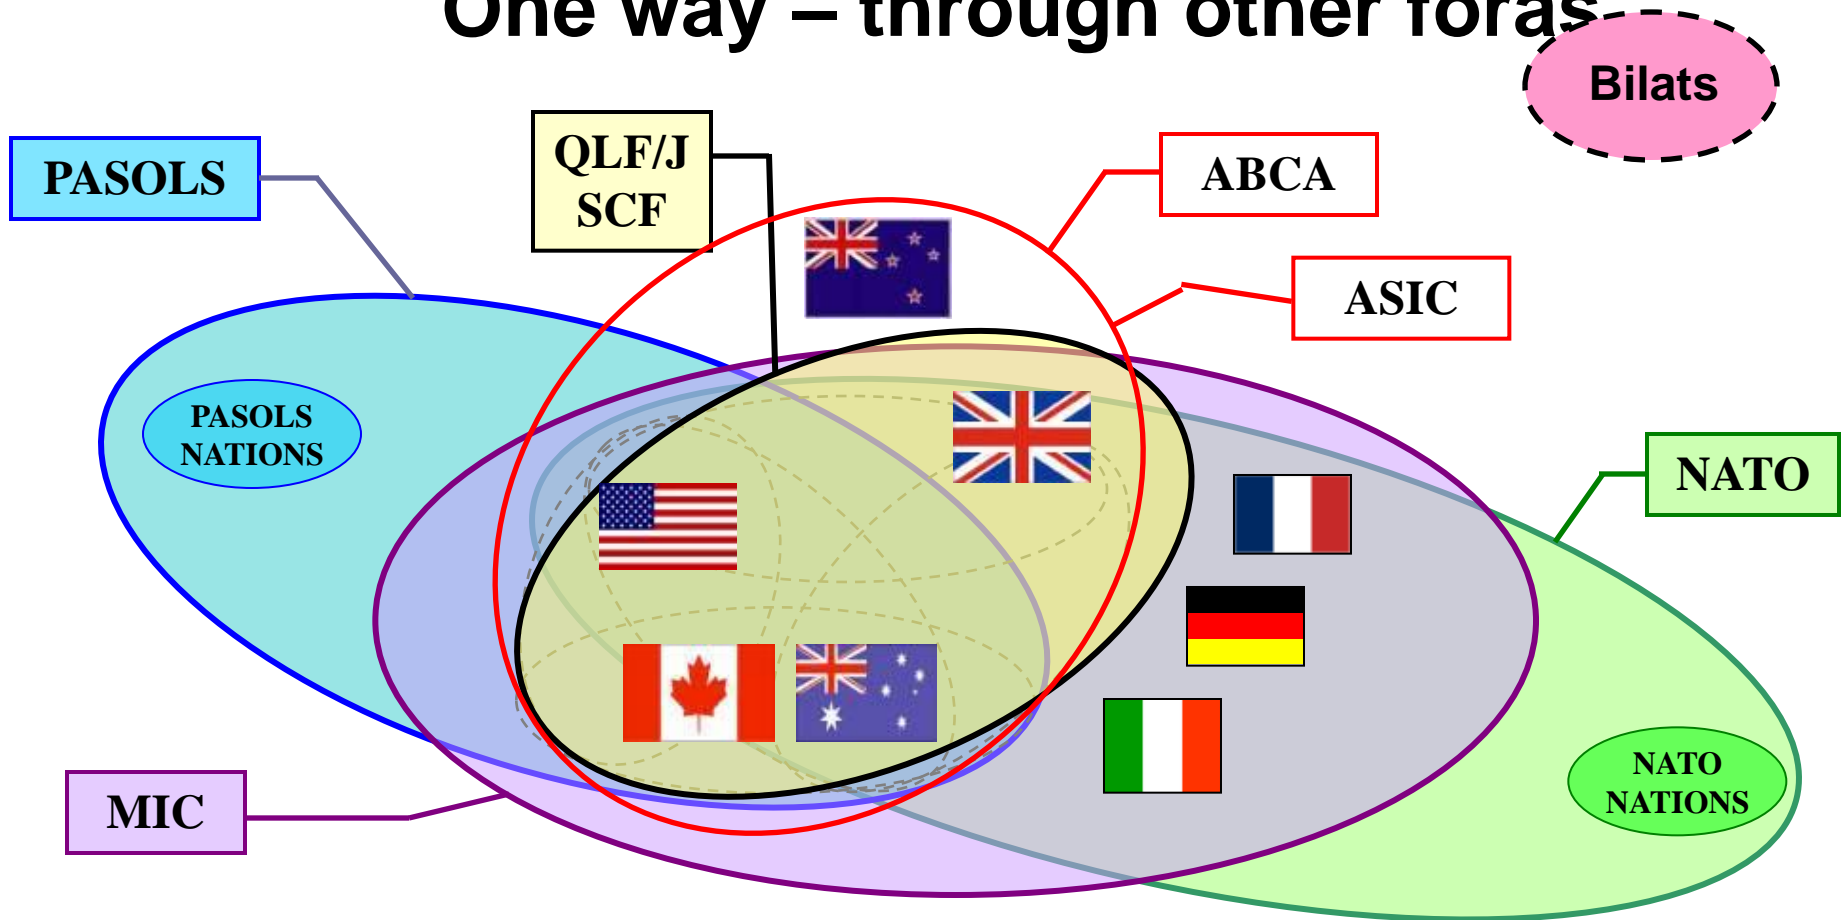 One way – through other foras
Bilats
PASOLS
QLF/J
SCF
ABCA
ASIC
PASOLS
NATIONS
NATO
NATO
NATIONS
MIC